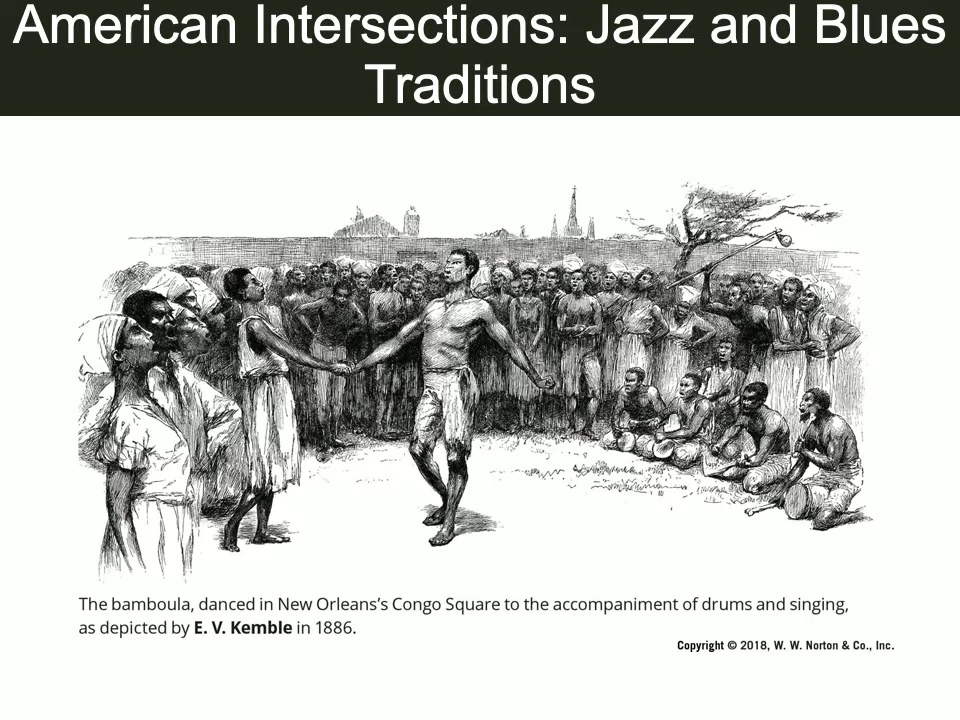 American Intersections: Jazz and Blues
Traditions
The bamboula, danced in New Orleans’s Congo Square to the accompaniment of drums and singing,
as depicted by E. V. Kemble in 1886.
Copyright © 2018, W. W. Norton & Co., Inc.